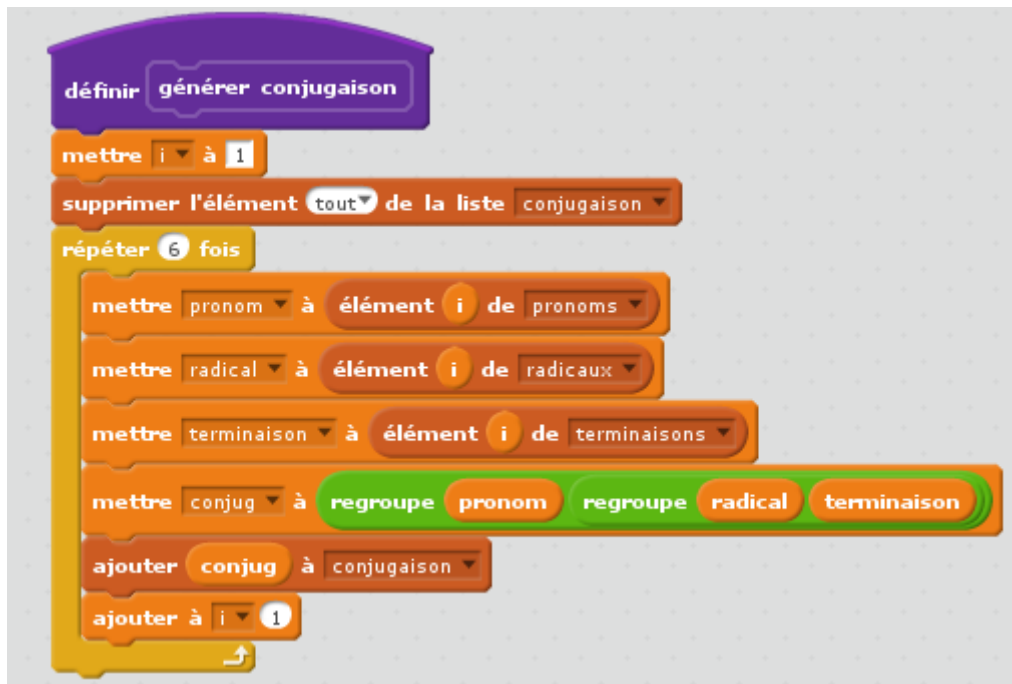 définir générer conjugaison
mettre i à 1
supprimer l'élément tout de la liste conjugaison
répéter 6 fois
mettre pronom à élément i de pronoms
mettre radical à élément i de radicaux
mettre terminaison à élément i de terminaisons
mettre conjug à regroupe pronom regroupe radical terminaison
ajouter conjug à conjugaison
ajouter à i 1